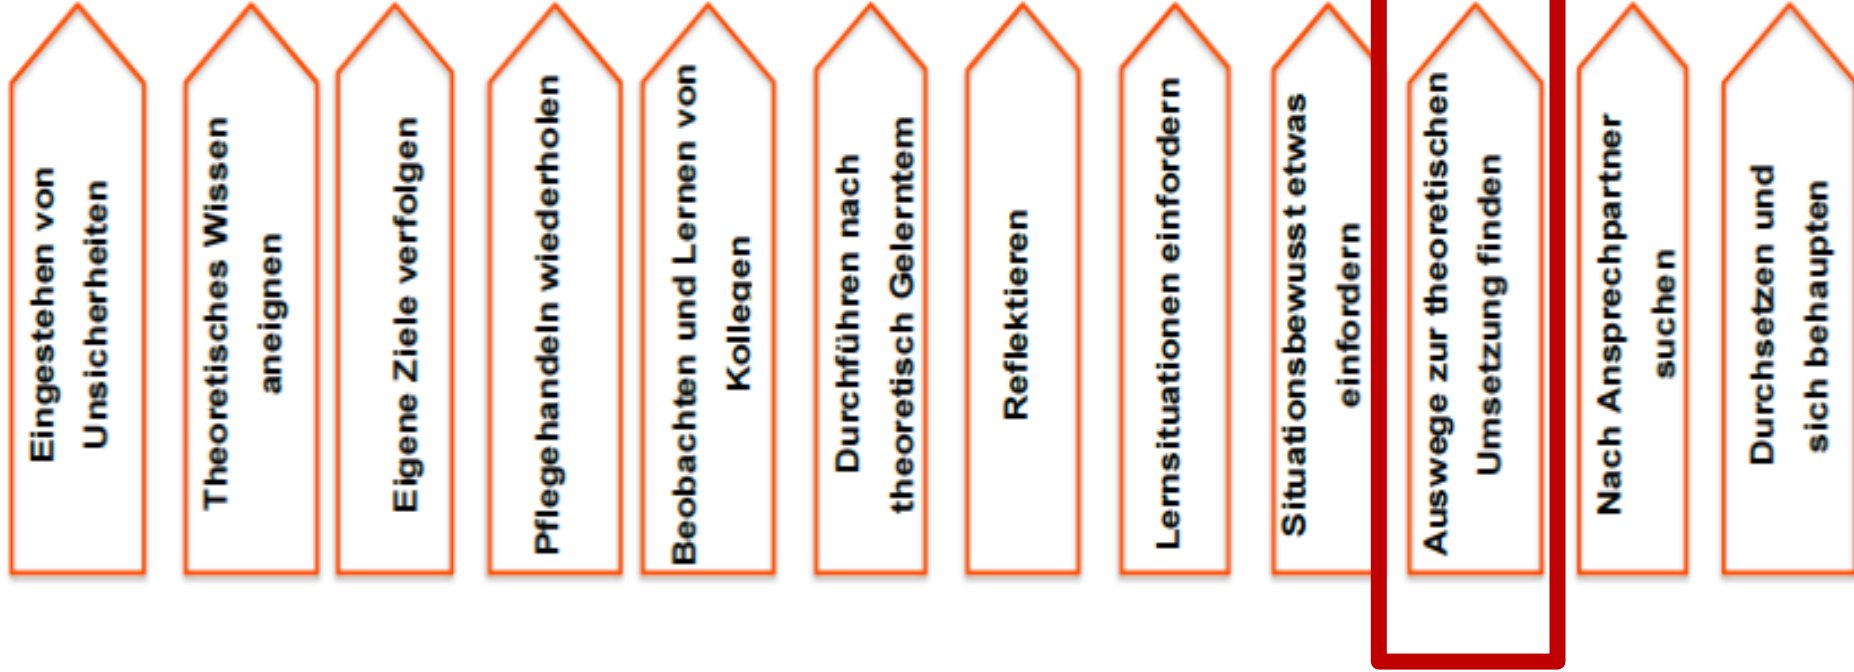 Eingestehen von
Unsicherheiten
Theoretisches Wissen
aneignen
Eigene Ziele verfolgen
Pflegehandeln wiederholen
Beobachten und Lernen von
Kollegen
Durchführen nach
theoretisch Gelerntem
Reflektieren
Lernsituationen einfordern
Situationsbewusst etwas
einfordern
Auswege zur theoretischen
Umsetzung finden
Nach Ansprechpartner
suchen
Durchsetzen und
sich behaupten